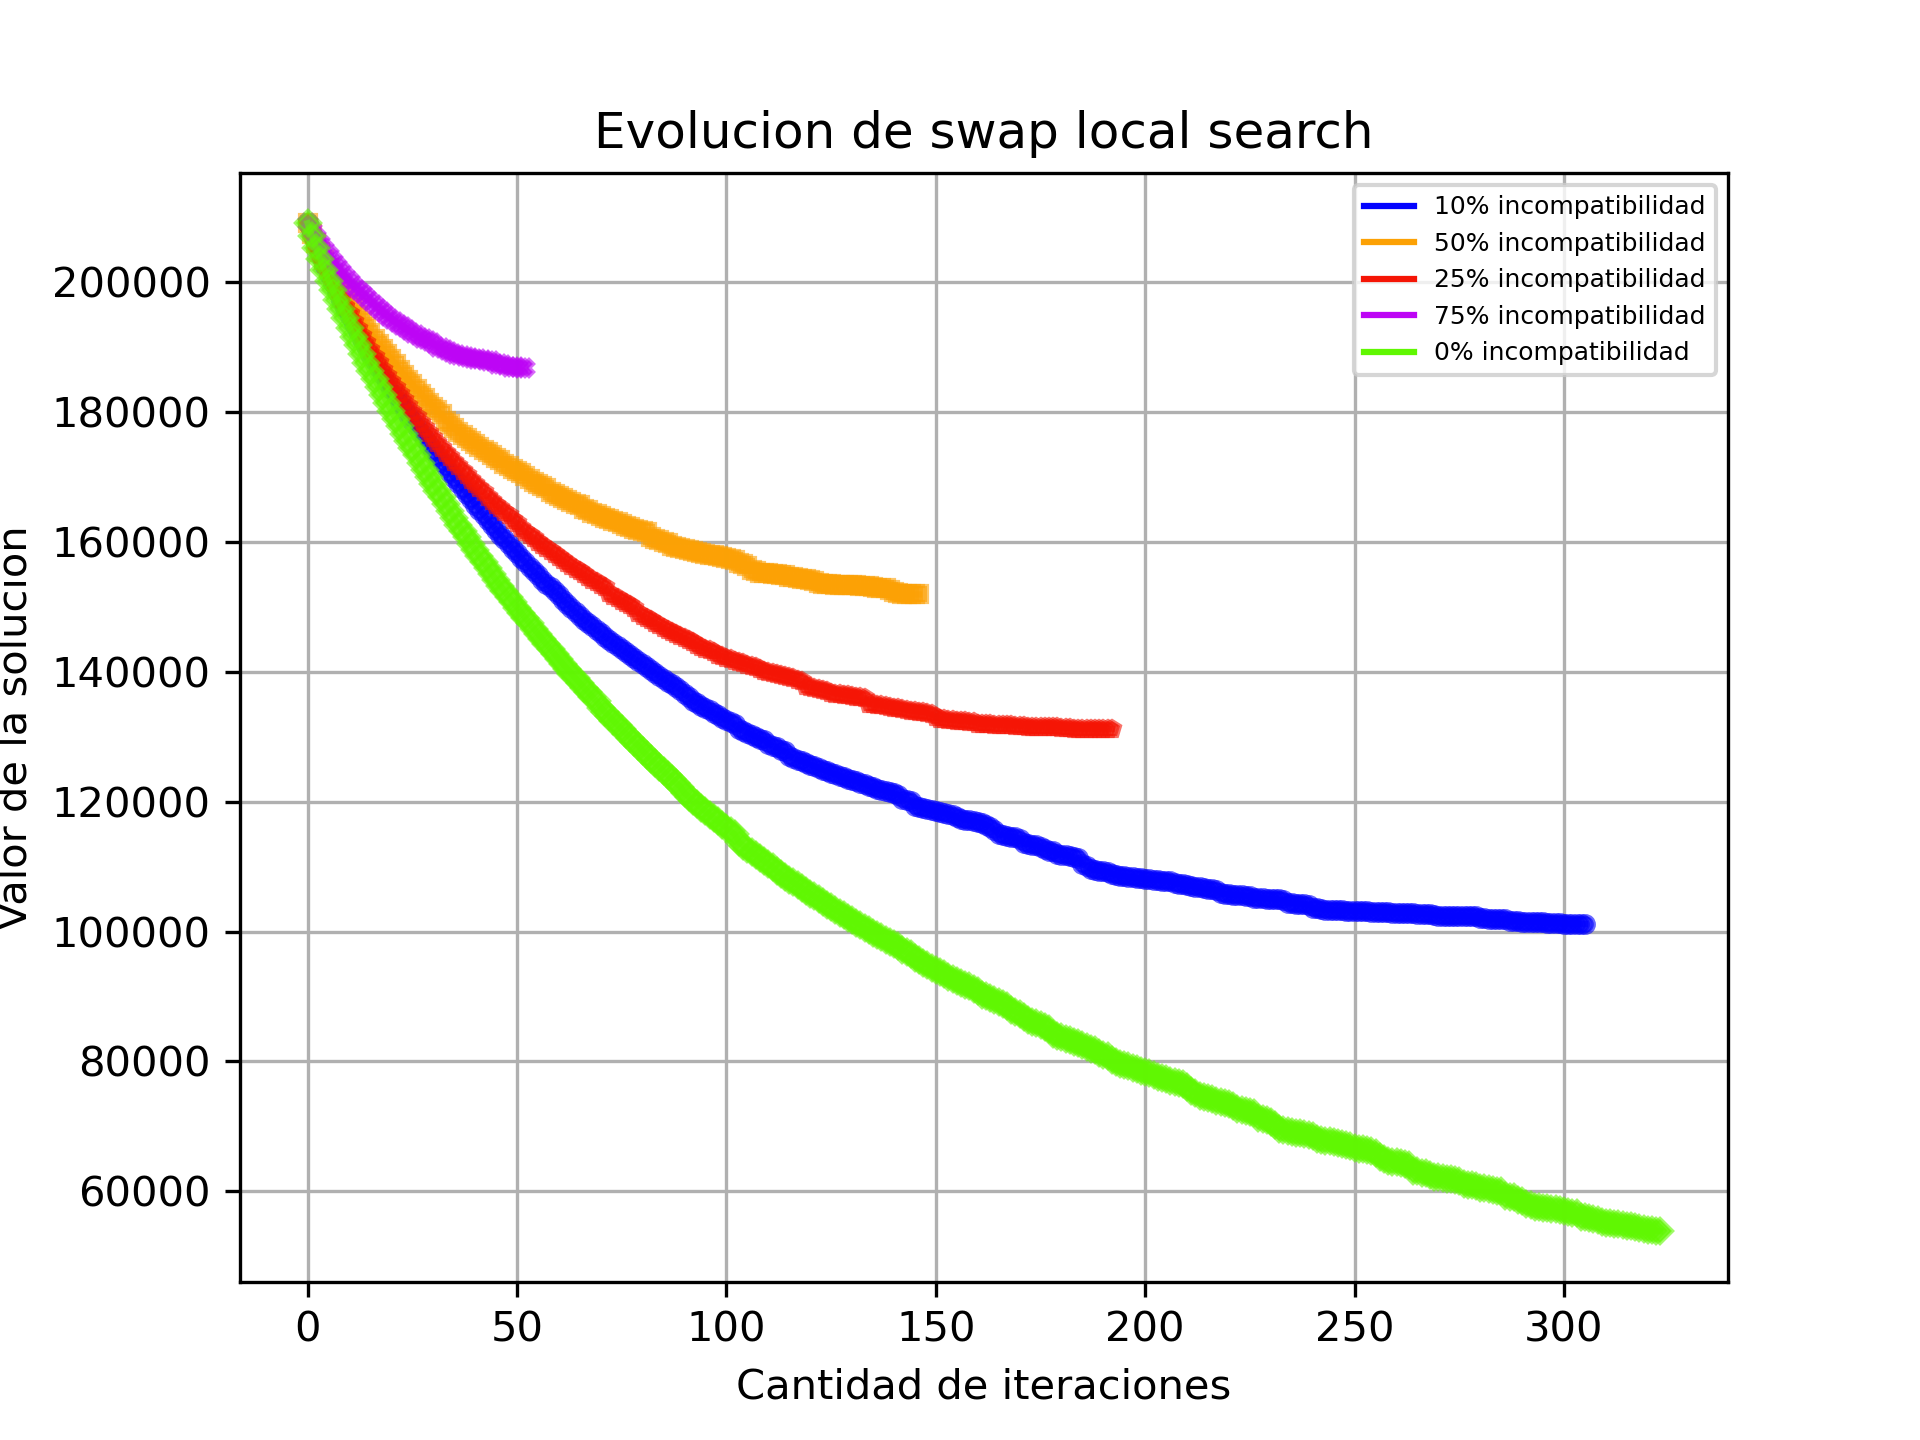 Evolucion de swap local search
10% incompatibilidad
50% incompatibilidad
25% incompatibilidad
75% incompatibilidad
0% incompatibilidad
Valor de la solucion
200000
180000
160000
140000
120000
100000
80000
60000
0 50 100 150 200 250 300
Cantidad de iteraciones